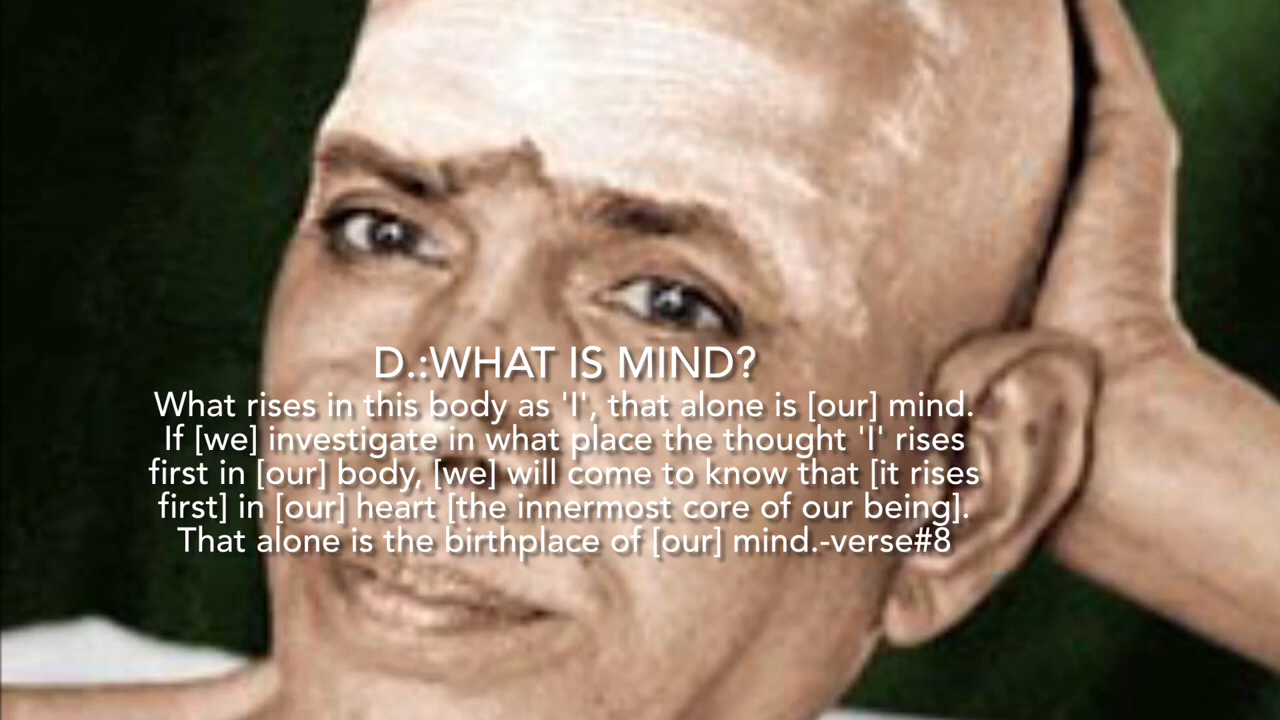 D.:WHAT IS MIND?
What rises in this body as 'I', that alone is [our] mind.
If [we] investigate in what place the thought 'I' rises
first in [our] body, [we] will come to know that [it rises
first] in [our] heart [the innermost core of our being].
That alone is the birthplace of [our] mind.-verse#8